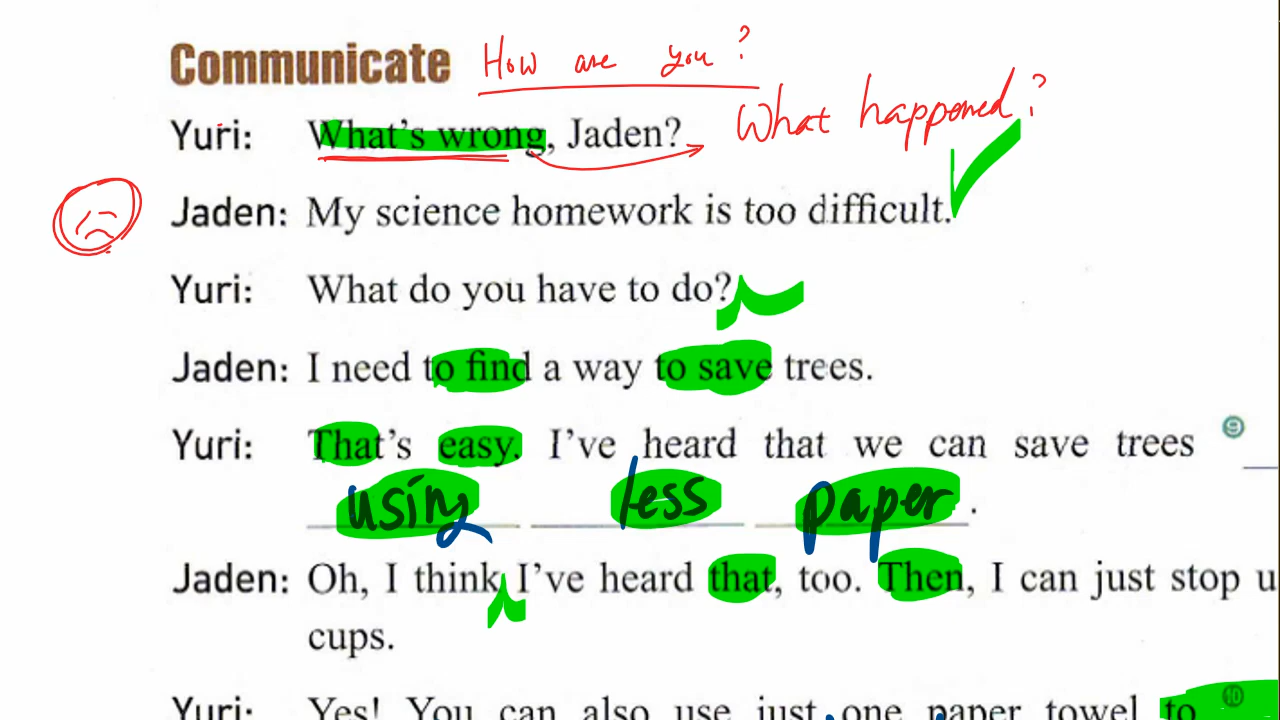 Communicate How are you?
Yuri: What's wrong, Jaden? What happened?
Jaden: My science homework is too difficult.
Yuri: What do you have to do?
Jaden: I need to find a way to save trees.
Yuri: That's easy. I've heard that we can save trees ⑨
using less paper.
Jaden: Oh, I think I've heard that, too. Then, I can just stop u
cups.
Yuri: Yes! You can also use just one paper towel to ⑩